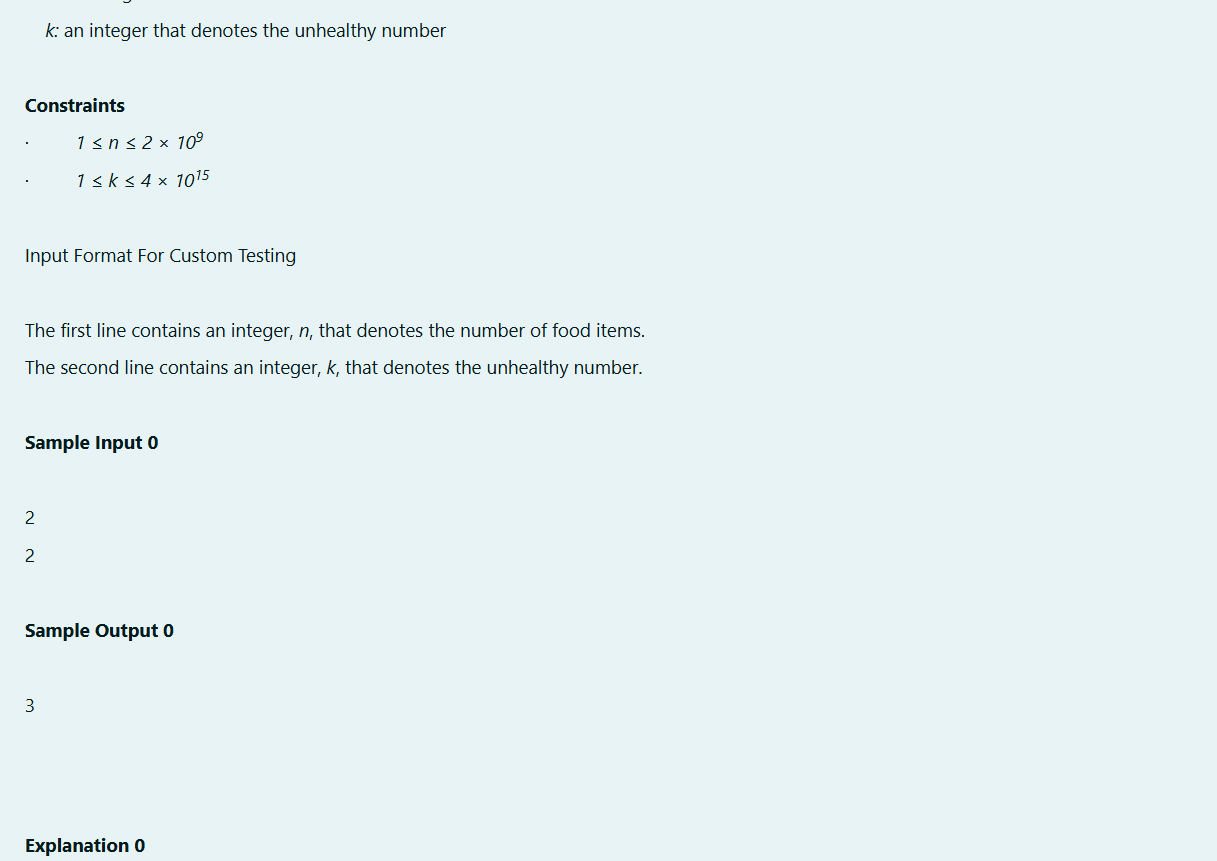 k: an integer that denotes the unhealthy number
Constraints
· 1 ≤ n ≤ 2 × 10⁹
· 1 ≤ k ≤ 4 × 10¹⁵
Input Format For Custom Testing
The first line contains an integer, n, that denotes the number of food items.
The second line contains an integer, k, that denotes the unhealthy number.
Sample Input 0
2
2
Sample Output 0
3
Explanation 0